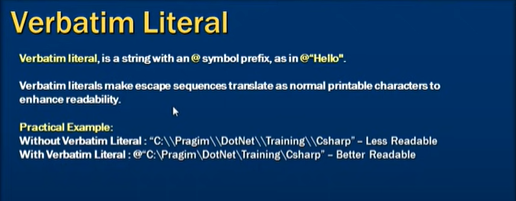 Verbatim Literal
Verbatim literal, is a string with an @ symbol prefix, as in @“Hello".
Verbatim literals make escape sequences translate as normal printable characters to
enhance readability.
Practical Example:
Without Verbatim Literal : “C:\\Pragim\\DotNet\\Training\\Csharp” – Less Readable
With Verbatim Literal : @“C:\Pragim\DotNet\Training\Csharp” – Better Readable